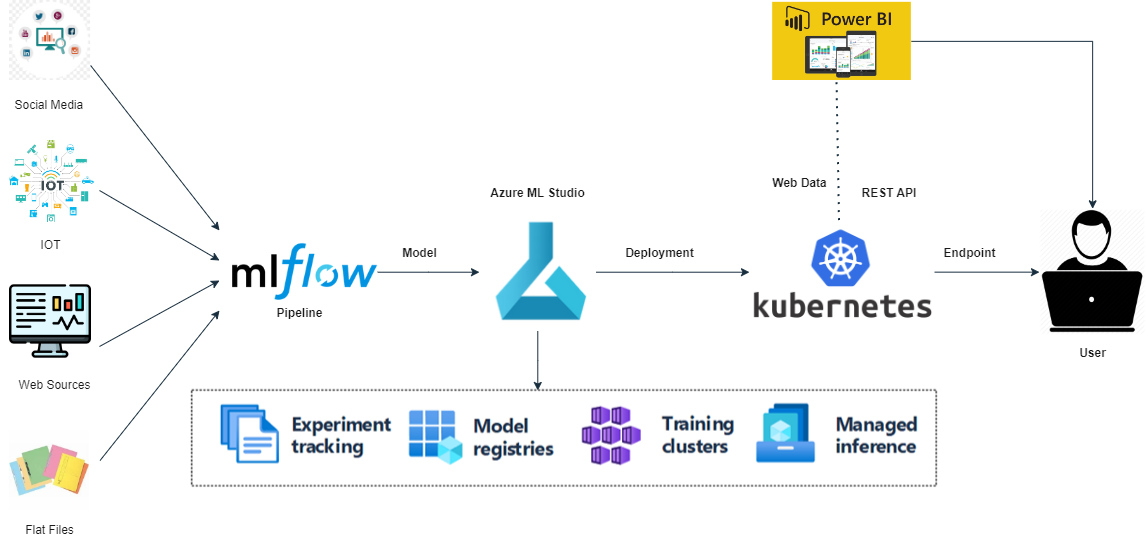 Power BI
Social Media
IOT
IOT
Web Sources
Flat Files
mlflow
Pipeline
Model
Azure ML Studio
Deployment
Web Data
REST API
kubernetes
Endpoint
User
Experiment
tracking
Model
registries
Training
clusters
Managed
inference